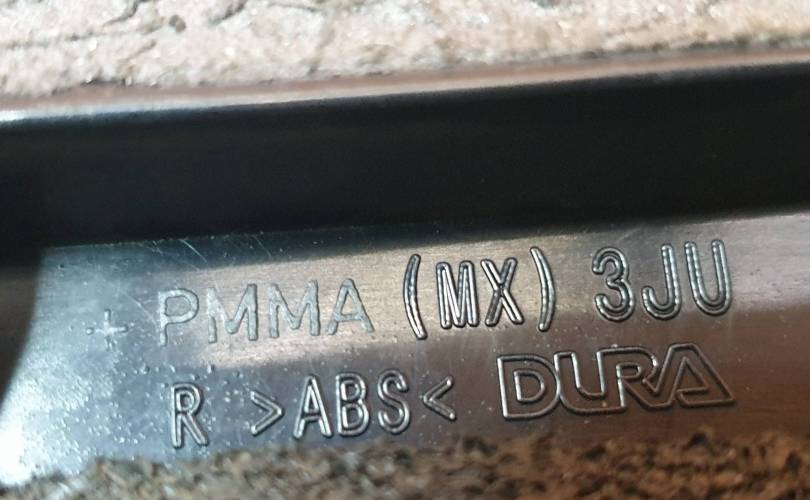 + PMMA (MX) 3JU
R >ABS< DURA